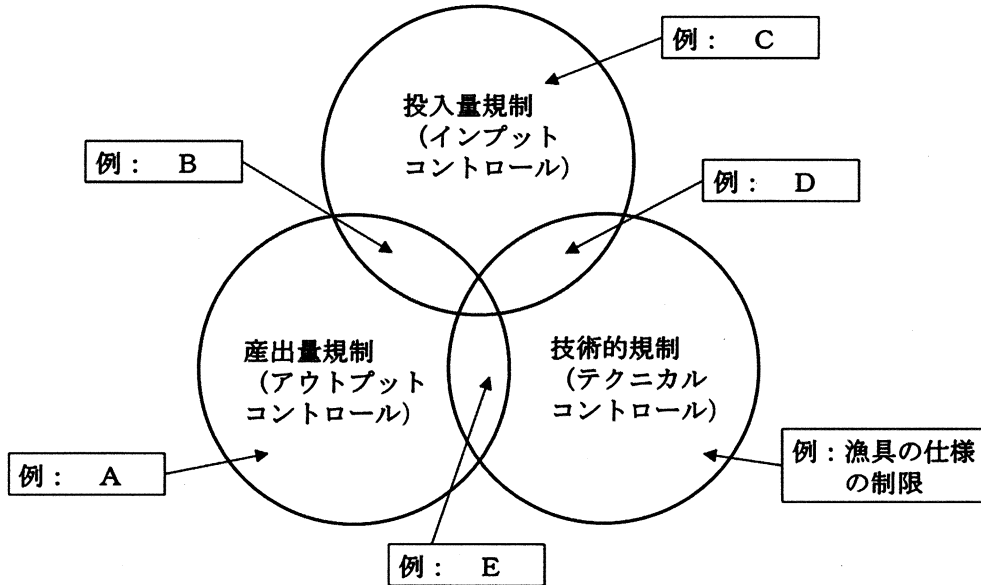 例： C
投入量規制
（インプット
コントロール）
例： B
例： D
産出量規制
（アウトプット
コントロール）
技術的規制
（テクニカル
コントロール）
例： A
例：漁具の仕様
の制限
例： E